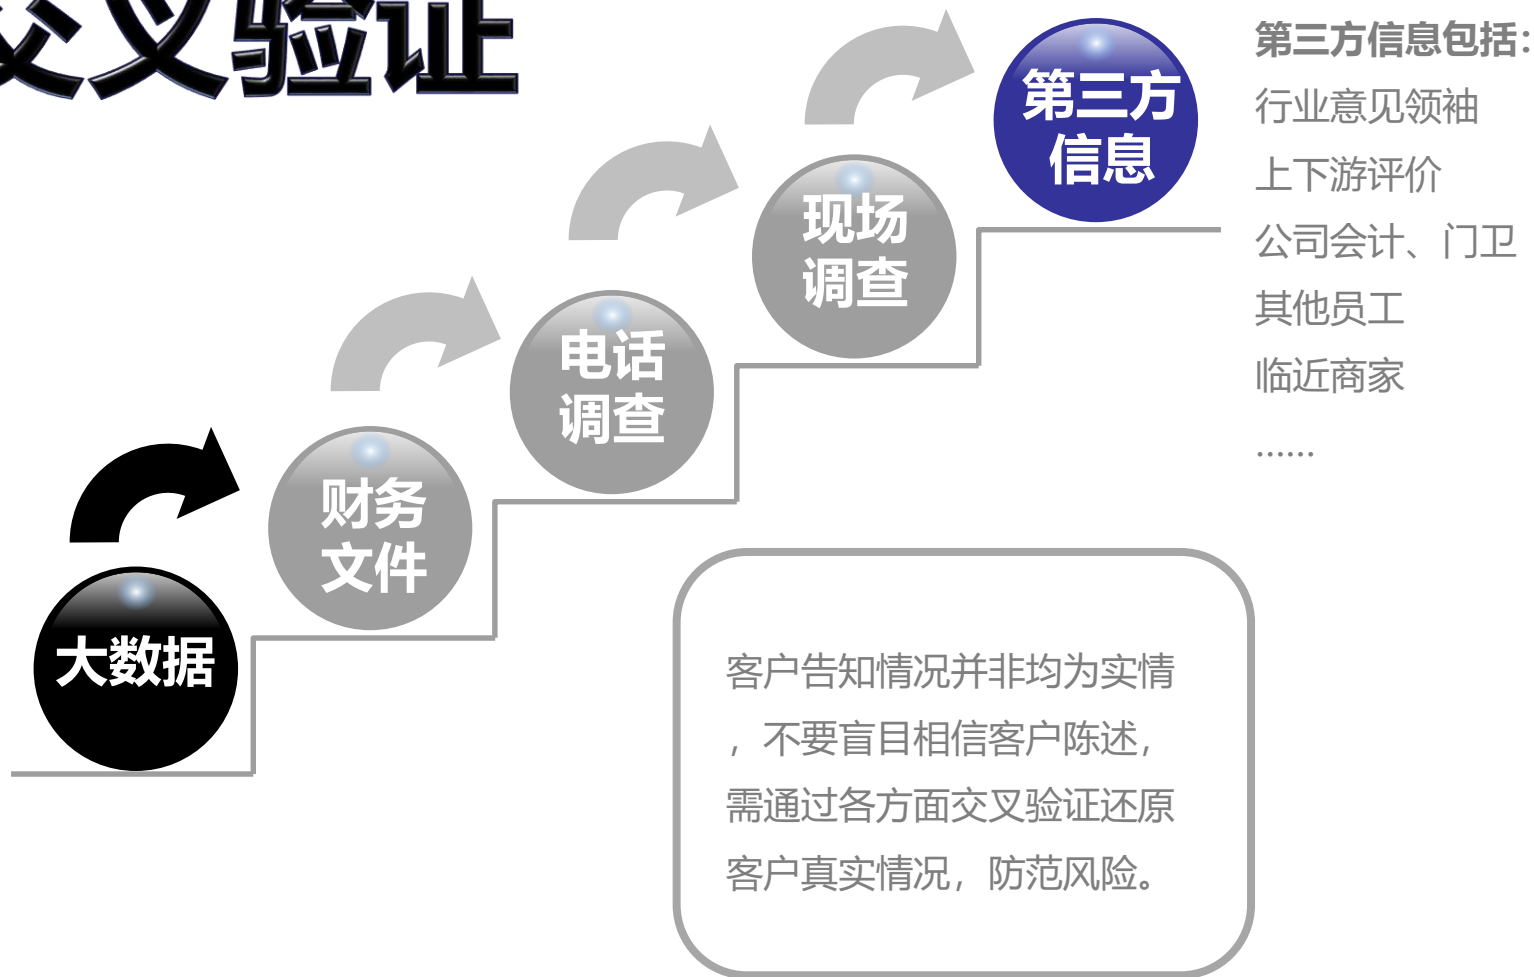 交叉验证
第三方
信息
第三方信息包括：
行业意见领袖
上下游评价
公司会计、门卫
其他员工
临近商家
……
现场
调查
电话
调查
财务
文件
大数据
客户告知情况并非均为实情
，不要盲目相信客户陈述，
需通过各方面交叉验证还原
客户真实情况，防范风险。